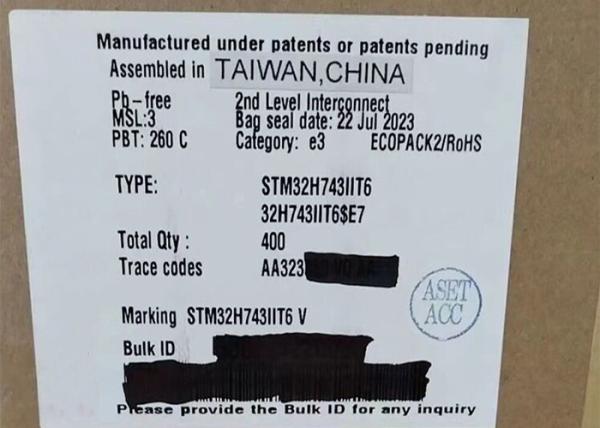 Manufactured under patents or patents pending
Assembled in TAIWAN,CHINA
Pb-free 2nd Level Interconnect
MSL:3 Bag seal date: 22 Jul 2023
PBT: 260 C Category: e3 ECOPACK2/RoHS
TYPE: STM32H743IIT6
32H743IIT6$E7
Total Qty : 400
Trace codes AA323
ASET
ACC
Marking STM32H743IIT6 V
Bulk ID
Please provide the Bulk ID for any inquiry